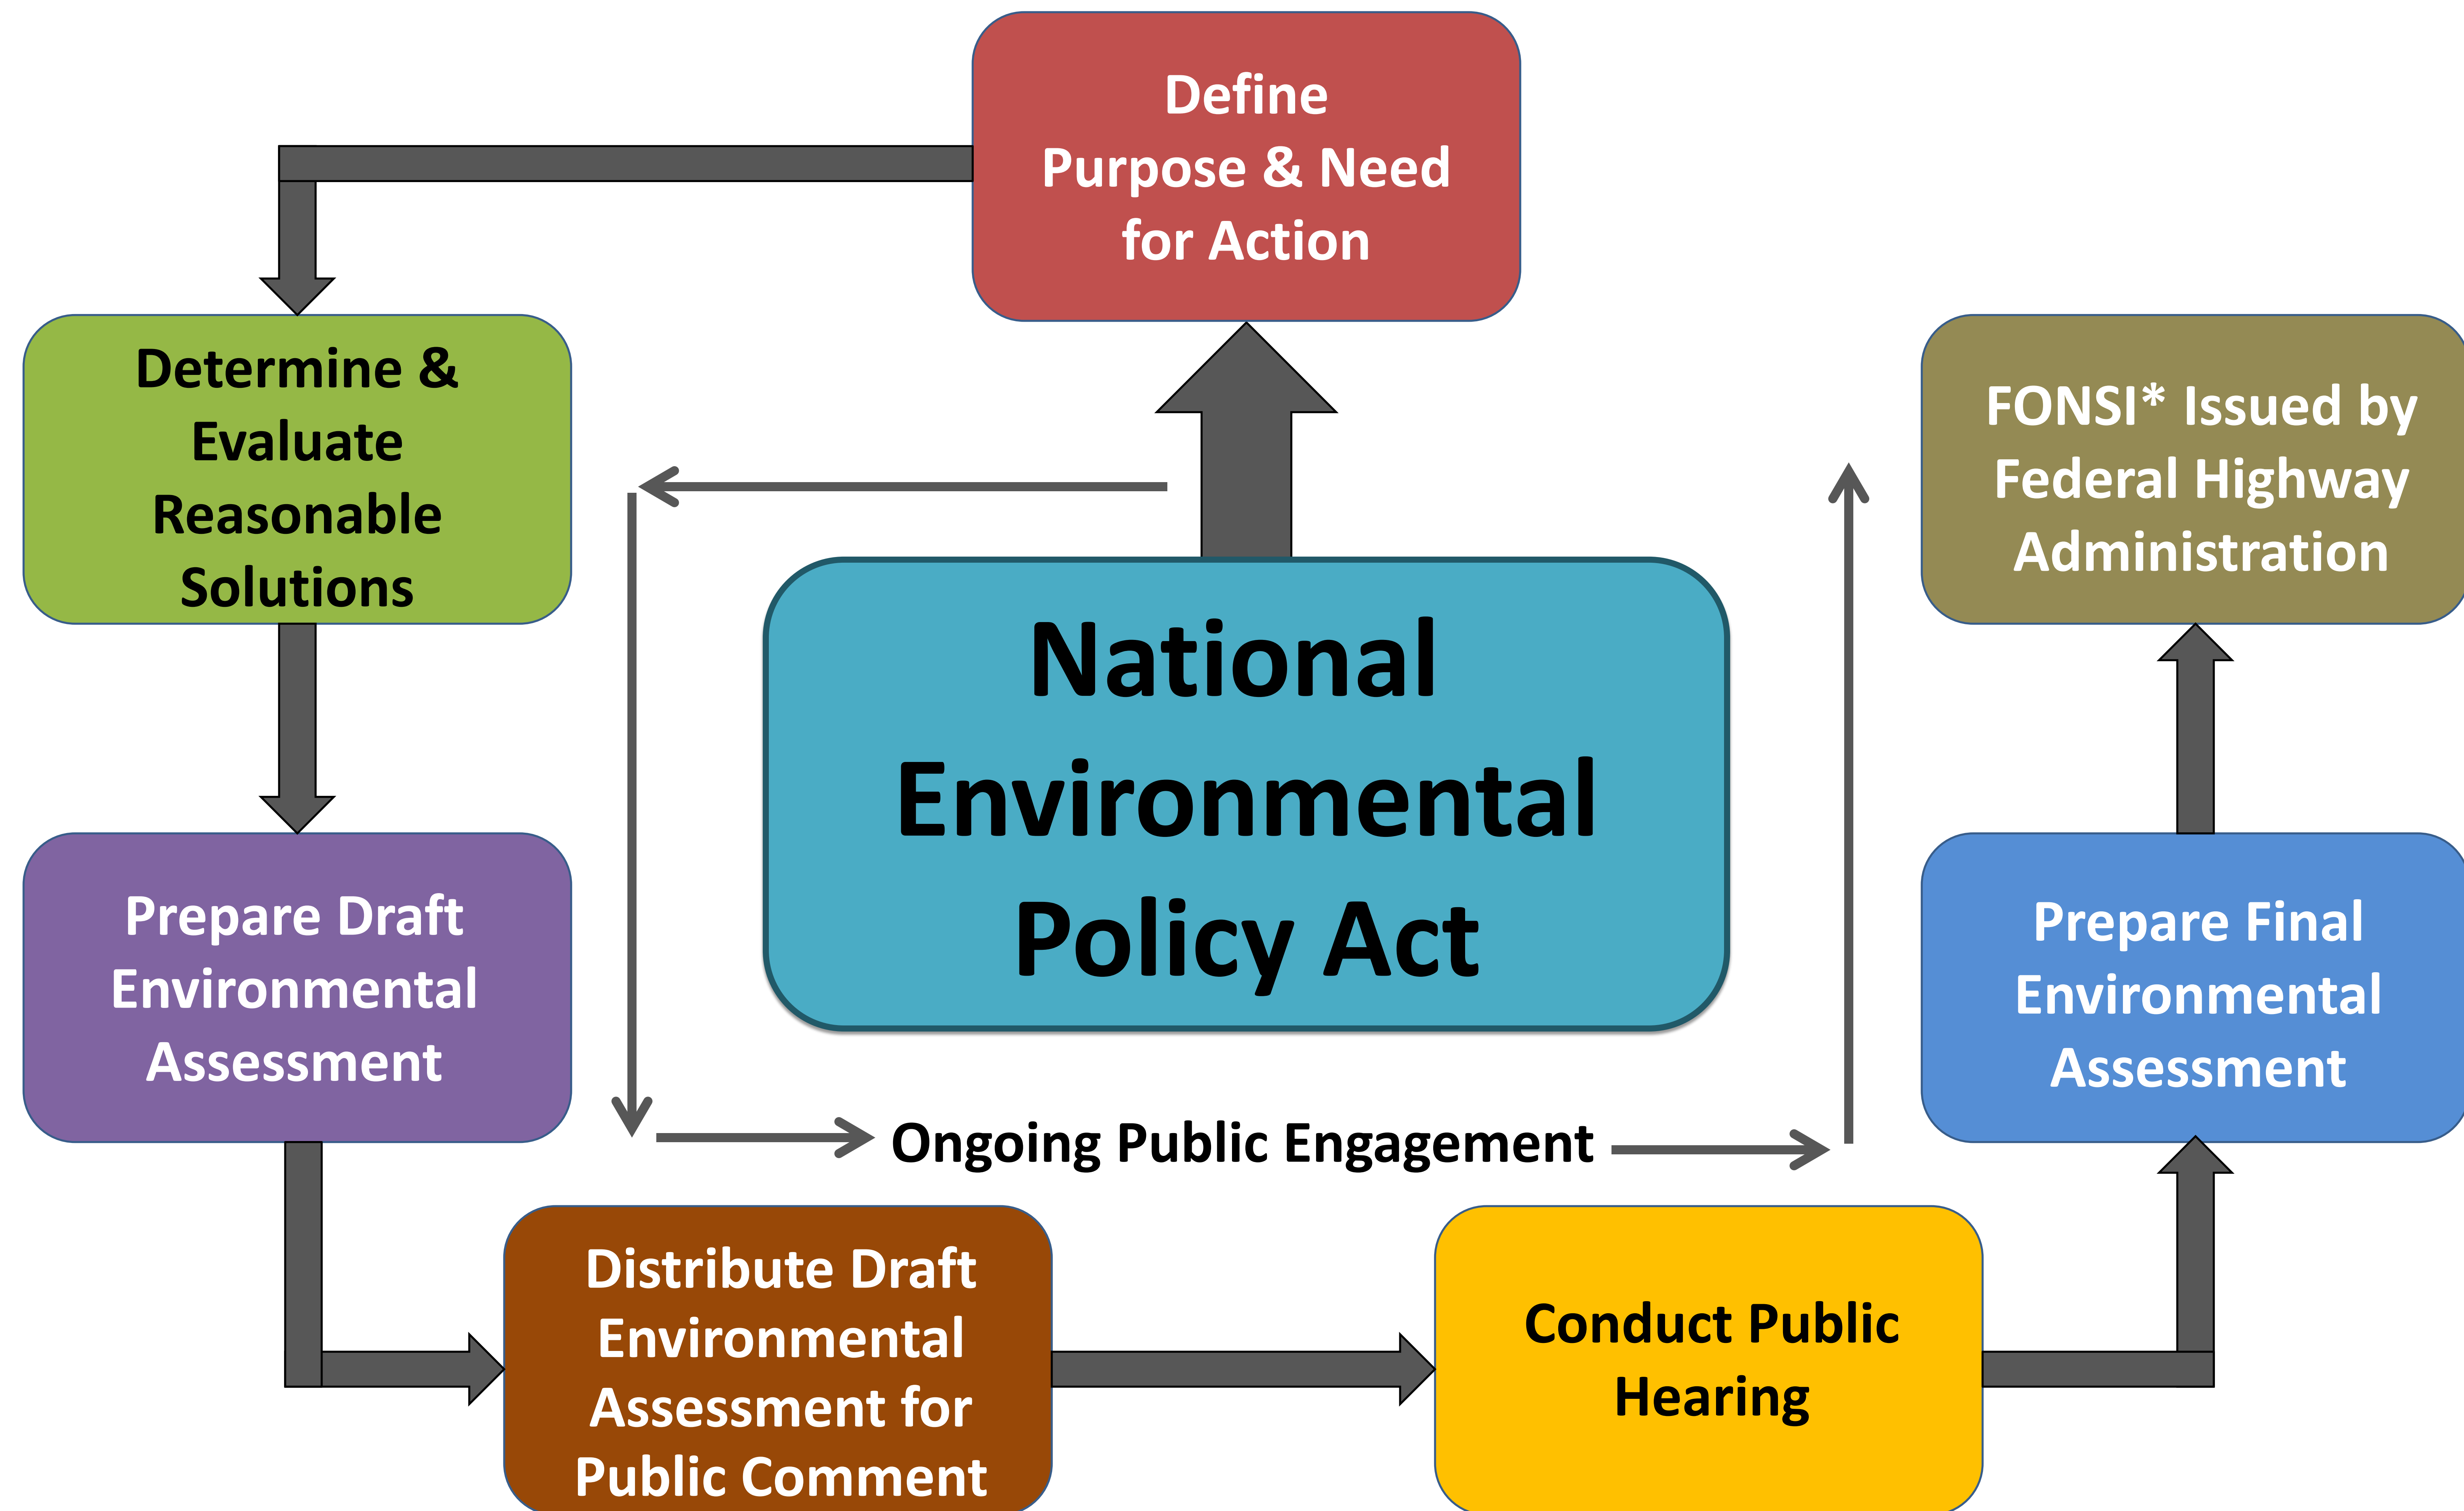 Define
Purpose & Need
for Action
Determine &
Evaluate
Reasonable
Solutions
FONSI* Issued by
Federal Highway
Administration
National
Environmental
Policy Act
Prepare Draft
Environmental
Assessment
Prepare Final
Environmental
Assessment
Ongoing Public Engagement
Distribute Draft
Environmental
Assessment for
Public Comment
Conduct Public
Hearing